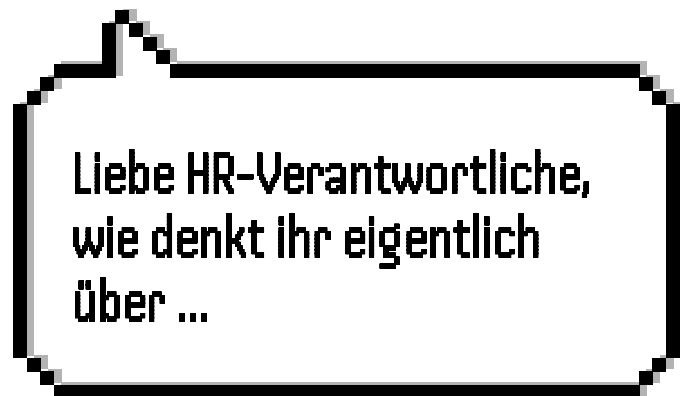 Liebe HR-Verantwortliche,
wie denkt ihr eigentlich
über ...